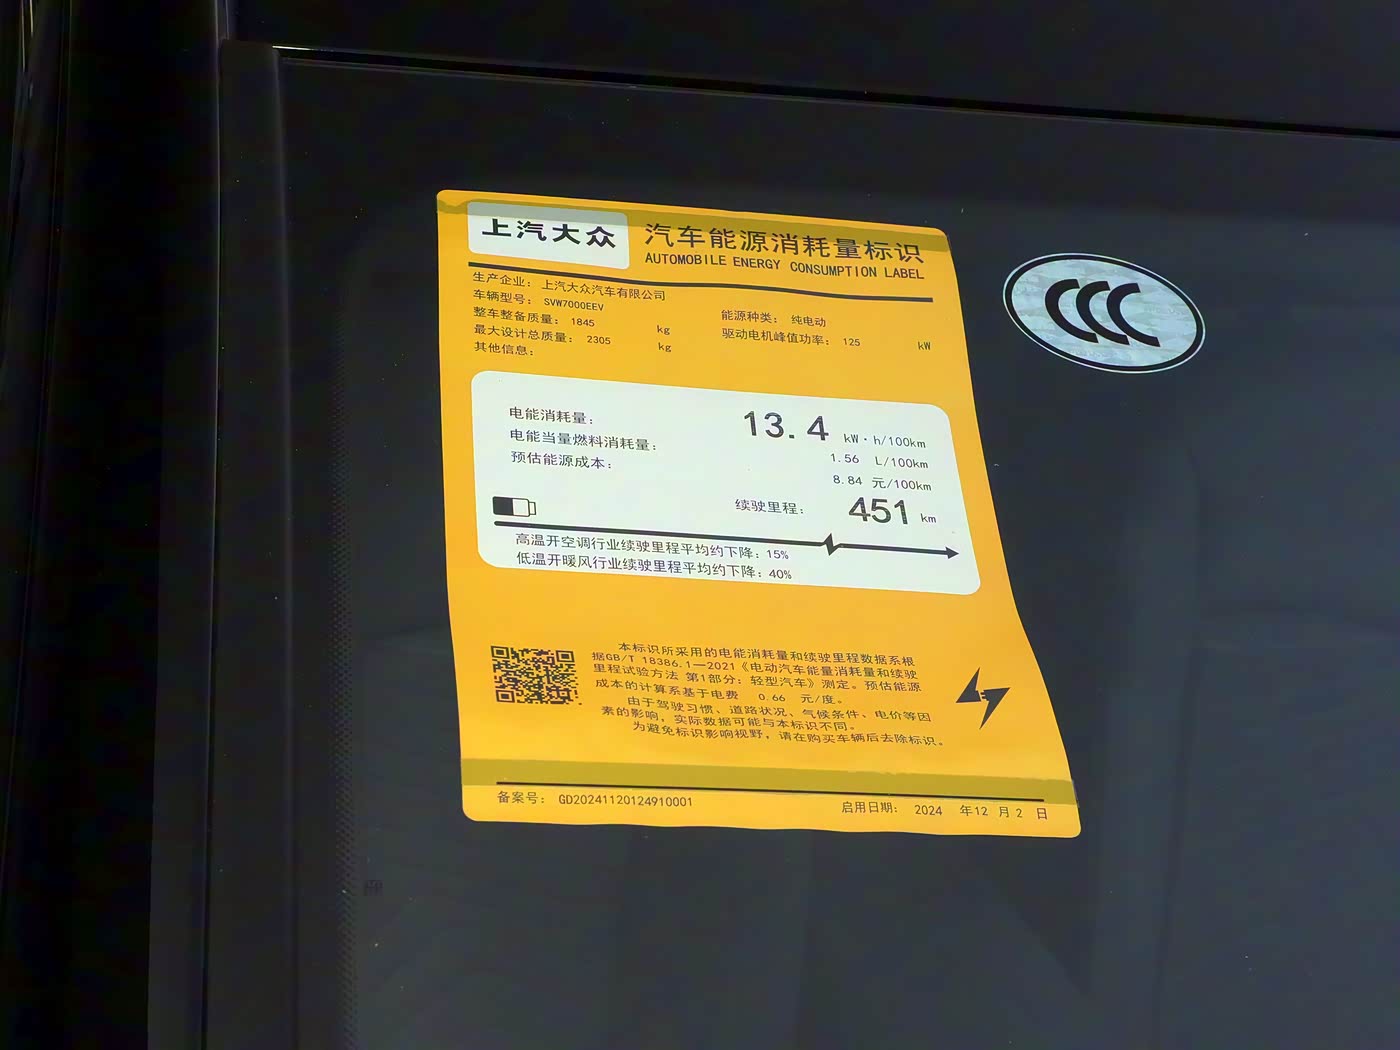 上汽大众 汽车能源消耗量标识
AUTOMOBILE ENERGY CONSUMPTION LABEL
生产企业: 上汽大众汽车有限公司
车辆型号: SVW7000EEV 能源种类: 纯电动
整车整备质量: 1845 kg 驱动电机峰值功率: 125 kW
最大设计总质量: 2305 kg
其他信息:
电能消耗量: 13.4 kW·h/100km
电能当量燃料消耗量: 1.56 L/100km
预估能源成本: 8.84 元/100km
续驶里程: 451 km
高温开空调行业续驶里程平均约下降: 15%
低温开暖风行业续驶里程平均约下降: 40%
本标识所采用的电能消耗量和续驶里程数据系根
据GB/T 18386.1—2021《电动汽车能量消耗量和续驶
里程试验方法 第1部分: 轻型汽车》测定。预估能源
成本的计算系基于电费 0.66 元/度。
由于驾驶习惯、道路状况、气候条件、电价等因
素的影响, 实际数据可能与本标识不同。
为避免标识影响视野, 请在购买车辆后去除标识。
备案号: GD20241120124910001 启用日期: 2024 年12 月 2 日
CCC